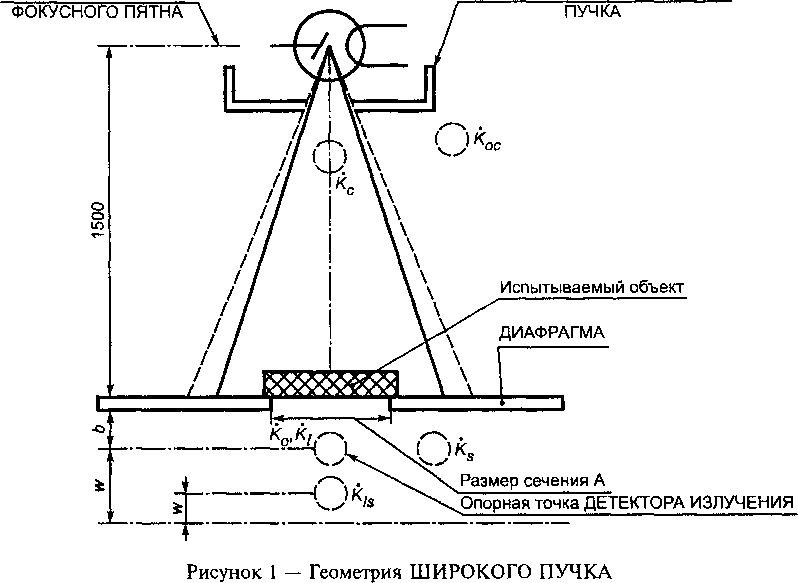 ФОКУСНОГО ПЯТНА
ПУЧКА
K̇oc
K̇c
1500
Испытываемый объект
ДИАФРАГМА
b
K̇o, K̇l
K̇s
w
Размер сечения А
K̇ls
w
Опорная точка ДЕТЕКТОРА ИЗЛУЧЕНИЯ
Рисунок 1 — Геометрия ШИРОКОГО ПУЧКА